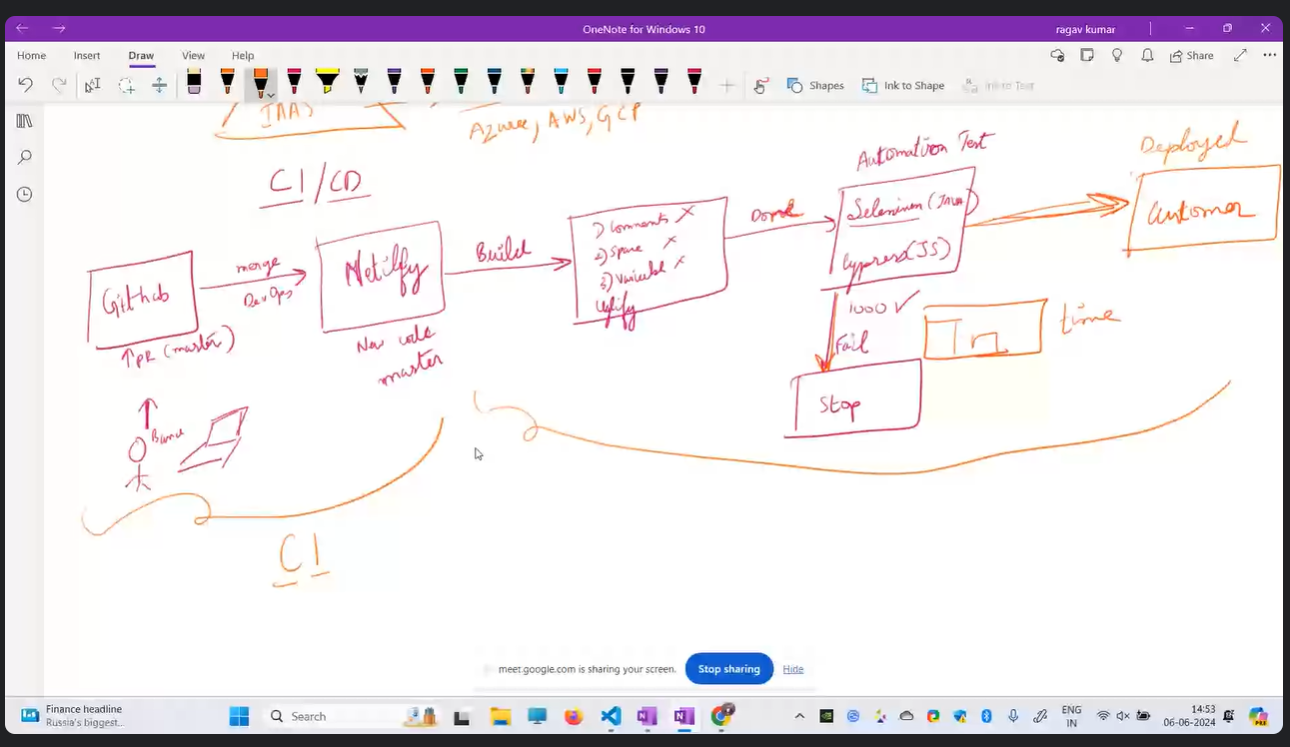 OneNote for Windows 10
ragav kumar
Home Insert Draw View Help
Share
Shapes
Ink to Shape
Ink to Text
IAAS
Azure, AWS, GCP
CI/CD
Automation Test
Deployed
Github
merge
DevOps
↑PR (master)
Netilfy
New code
master
Build
1) Comments X
2) Space X
3) Variable X
Uglify
Done
Selenium (Java)
Cypress (JS)
1000 ✓
Fail
Stop
time
Customer
CI
meet.google.com is sharing your screen.
Stop sharing
Hide
Finance headline
Russia's biggest...
Search
ENG
IN
14:53
06-06-2024
PRE